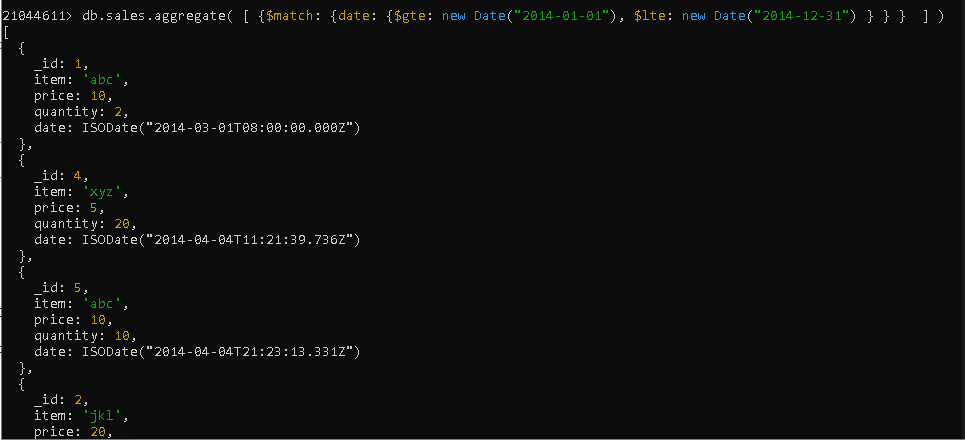 21044611> db.sales.aggregate( [ {$match: {date: {$gte: new Date("2014-01-01"), $lte: new Date("2014-12-31") } } }  ] )
[
  {
    _id: 1,
    item: 'abc',
    price: 10,
    quantity: 2,
    date: ISODate("2014-03-01T08:00:00.000Z")
  },
  {
    _id: 4,
    item: 'xyz',
    price: 5,
    quantity: 20,
    date: ISODate("2014-04-04T11:21:39.736Z")
  },
  {
    _id: 5,
    item: 'abc',
    price: 10,
    quantity: 10,
    date: ISODate("2014-04-04T21:23:13.331Z")
  },
  {
    _id: 2,
    item: 'jkl',
    price: 20,